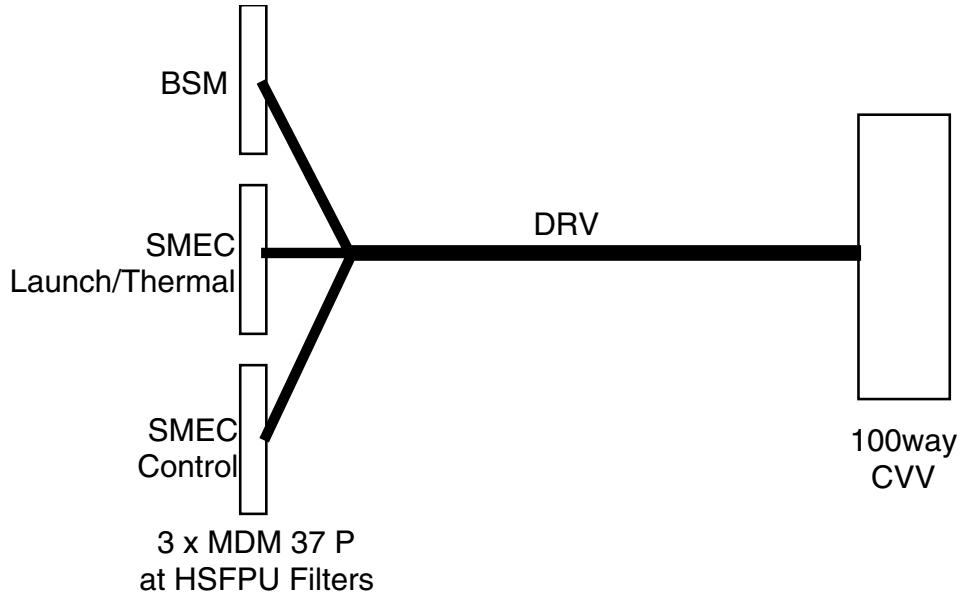 BSM
SMEC
Launch/Thermal
SMEC
Control
3 x MDM 37 P
at HSFPU Filters
DRV
100way
CVV